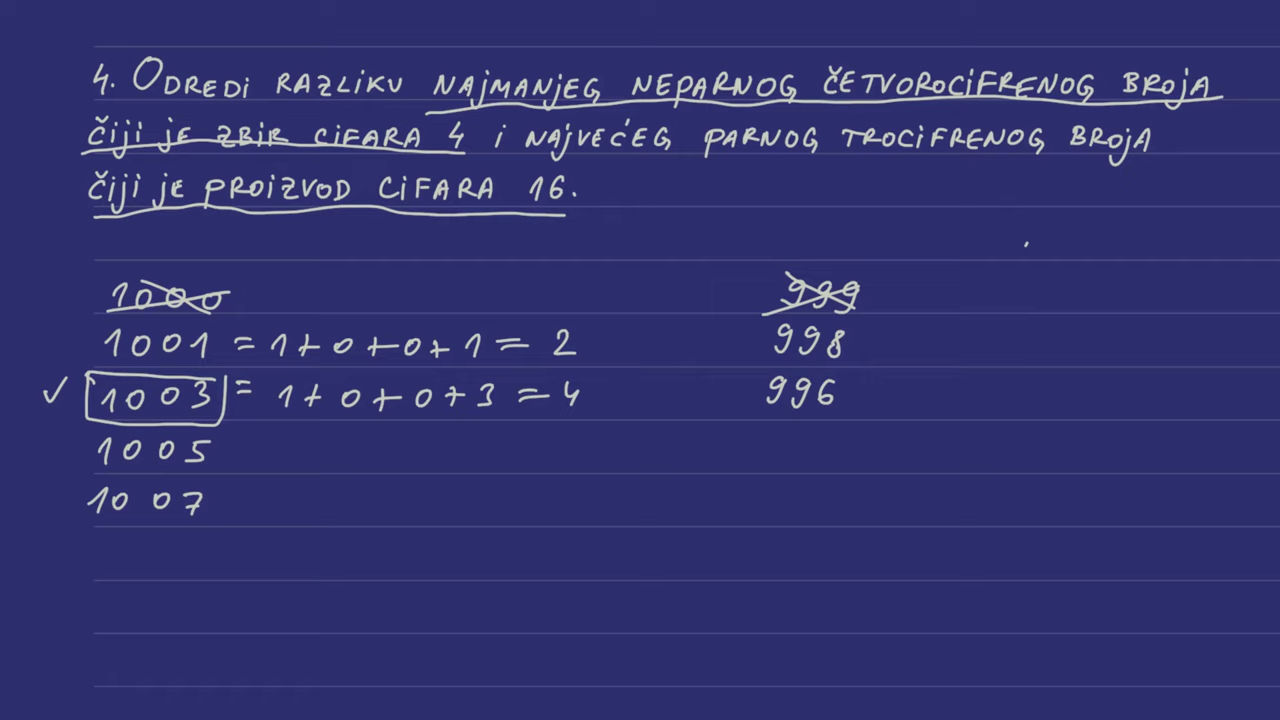 4. ODREDI RAZLIKU NAJMANJEG NEPARNOG ČETVOROCIFRENOG BROJA
ČIJI JE ZBIR CIFARA 4 I NAJVEĆEG PARNOG TROCIFRENOG BROJA
ČIJI JE PROIZVOD CIFARA 16.
1000 999
1001 = 1+0+0+1 = 2 998
✓ 1003 = 1+0+0+3 = 4 996
1005
1007